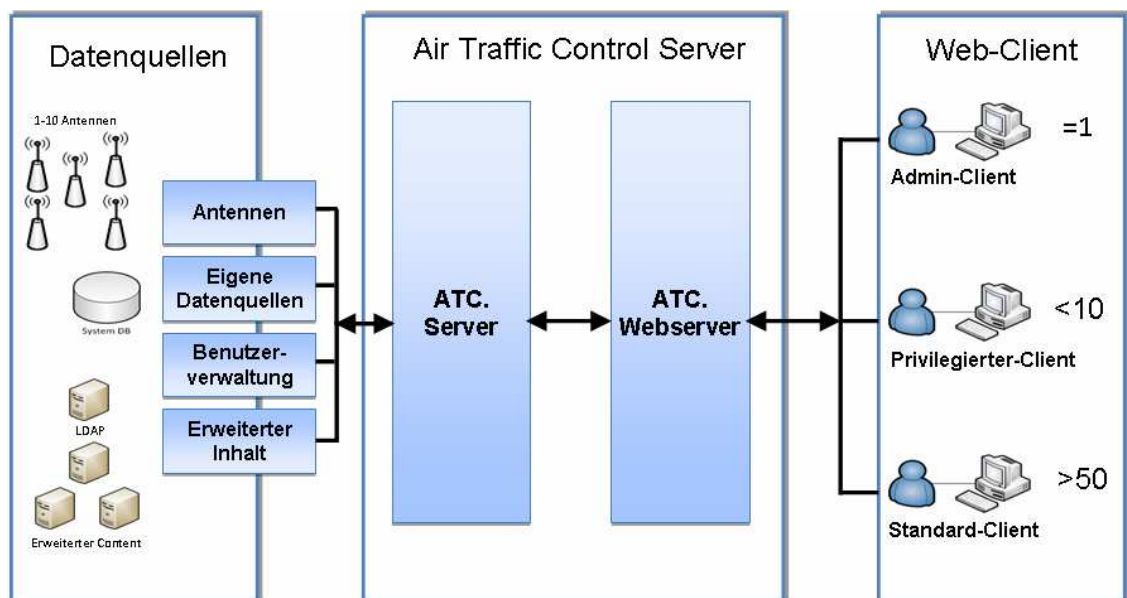 Datenquellen
1-10 Antennen
System DB
LDAP
Erweiterter Content
Antennen
Eigene
Datenquellen
Benutzer-
verwaltung
Erweiterter
Inhalt
Air Traffic Control Server
ATC.
Server
ATC.
Webserver
Web-Client
=1
Admin-Client
<10
Privilegierter-Client
>50
Standard-Client